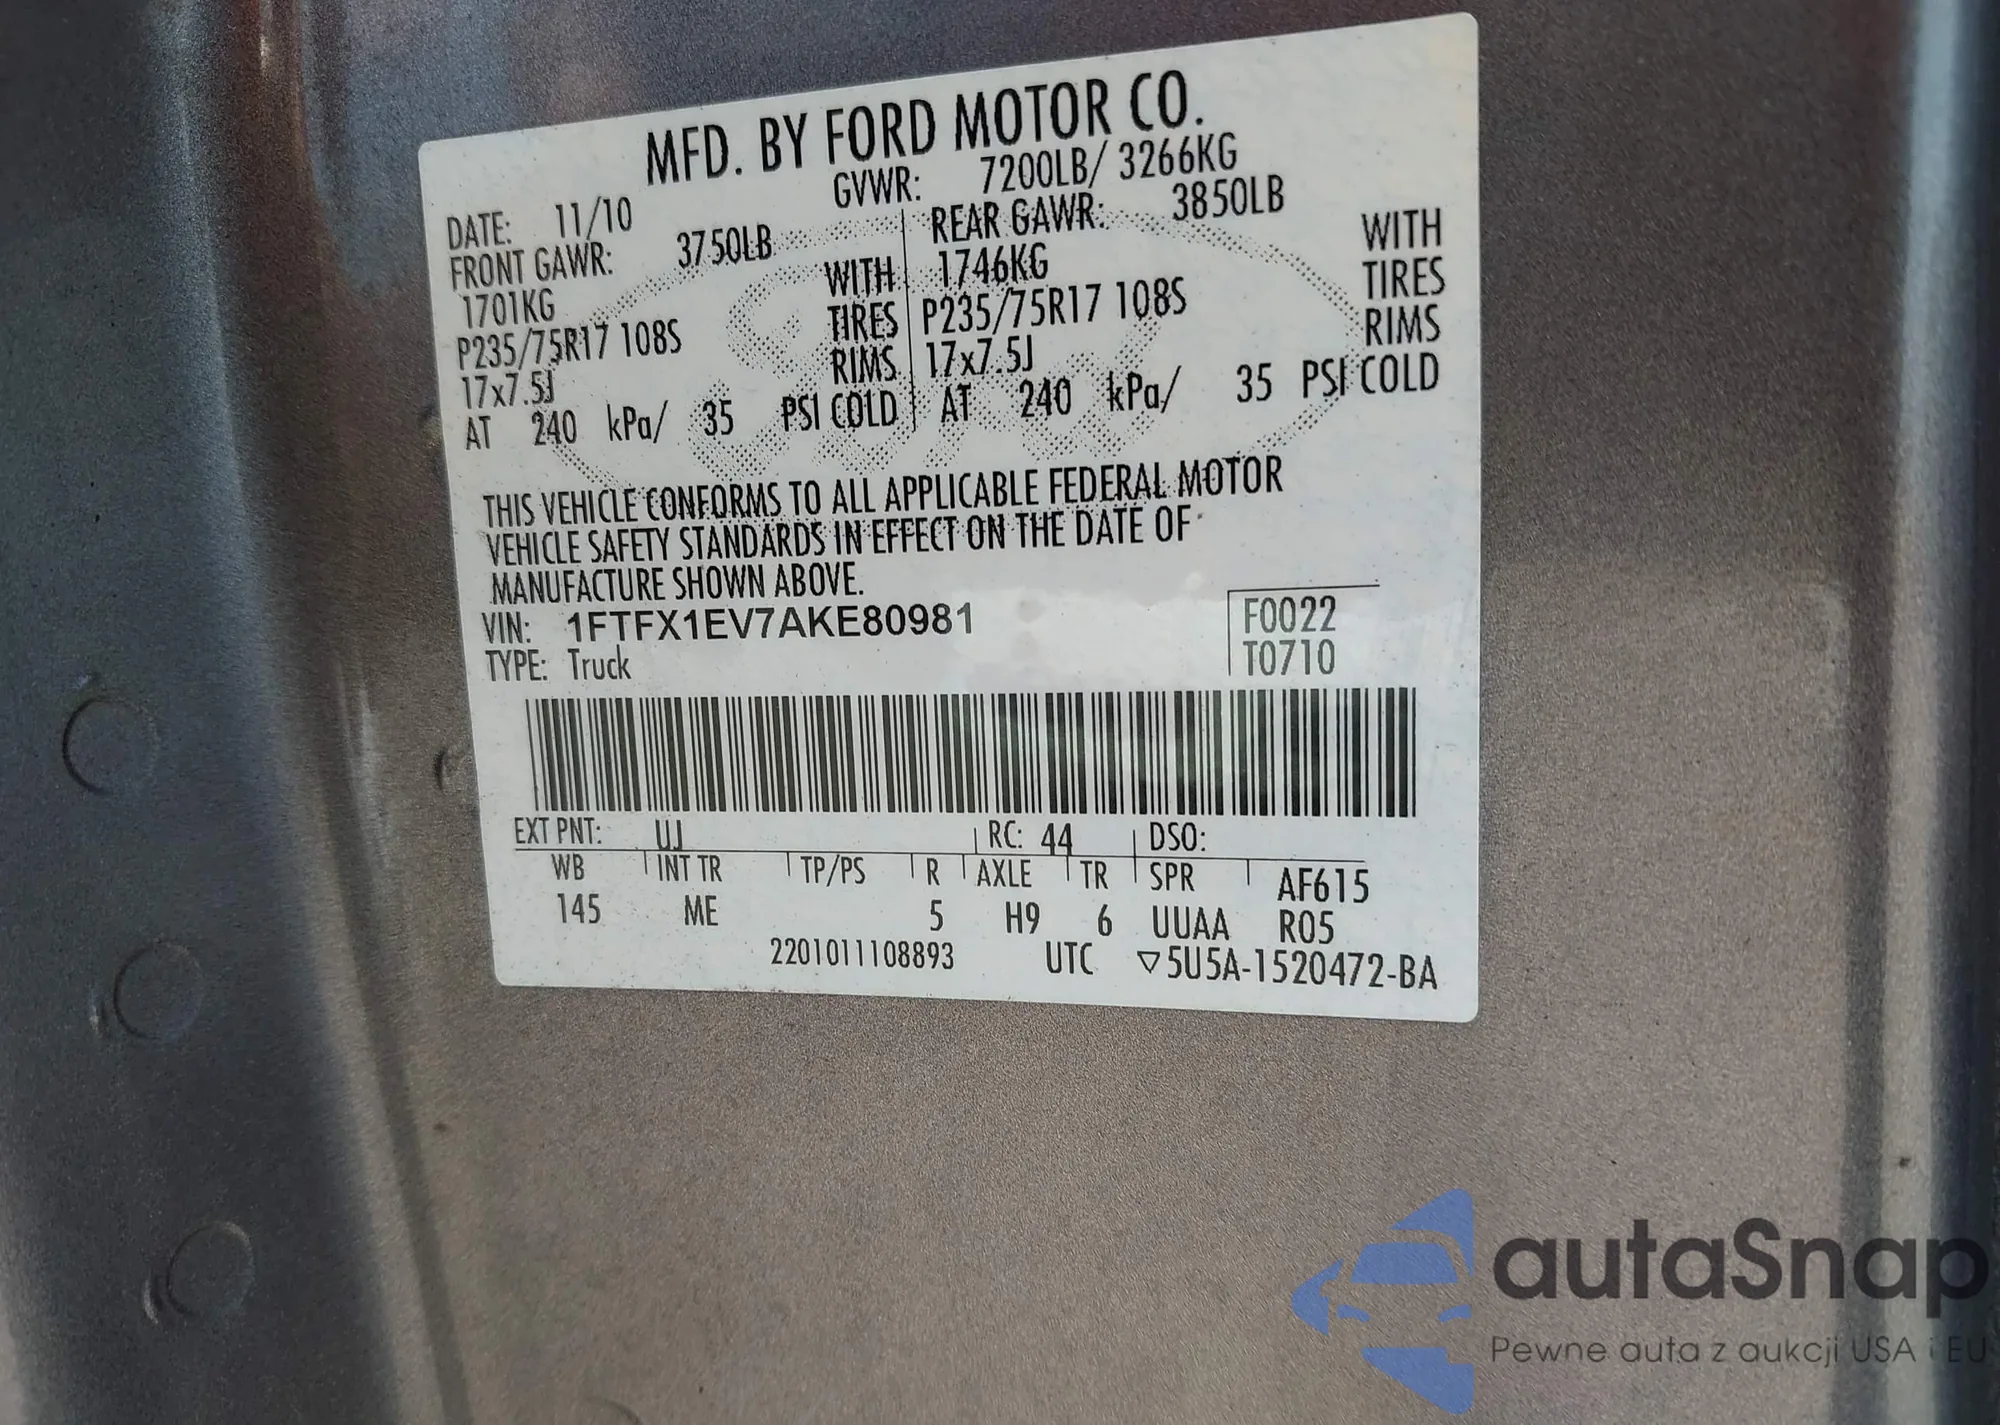 MFD. BY FORD MOTOR CO.
DATE: 11/10 GVWR: 7200LB/ 3266KG
FRONT GAWR: 3750LB REAR GAWR: 3850LB
1701KG WITH 1746KG WITH
P235/75R17 108S TIRES P235/75R17 108S TIRES
17x7.5J RIMS 17x7.5J RIMS
AT 240 kPa/ 35 PSI COLD AT 240 kPa/ 35 PSI COLD
THIS VEHICLE CONFORMS TO ALL APPLICABLE FEDERAL MOTOR
VEHICLE SAFETY STANDARDS IN EFFECT ON THE DATE OF
MANUFACTURE SHOWN ABOVE.
VIN: 1FTFX1EV7AKE80981 F0022
TYPE: Truck T0710
EXT PNT: UJ RC: 44 DSO:
WB INT TR TP/PS R AXLE TR SPR AF615
145 ME 5 H9 6 UUAA R05
2201011108893 UTC ▽5U5A-1520472-BA
autaSnap
Pewne auta z aukcji USA i EU